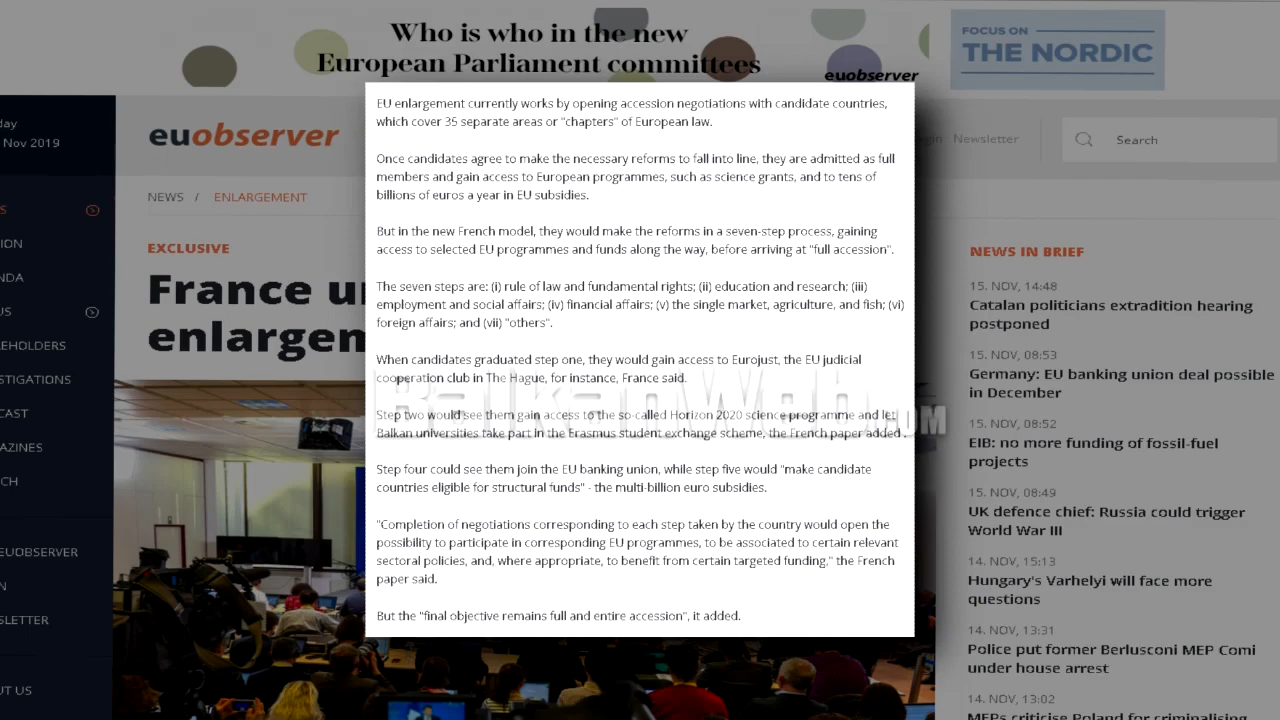 Who is who in the new
European Parliament committees
euobserver
FOCUS ON
THE NORDIC
Nov 2019
euobserver
Newsletter
Search
NEWS / ENLARGEMENT
EXCLUSIVE
France
enlargem
EU enlargement currently works by opening accession negotiations with candidate countries,
which cover 35 separate areas or "chapters" of European law.
Once candidates agree to make the necessary reforms to fall into line, they are admitted as full
members and gain access to European programmes, such as science grants, and to tens of
billions of euros a year in EU subsidies.
But in the new French model, they would make the reforms in a seven-step process, gaining
access to selected EU programmes and funds along the way, before arriving at "full accession".
The seven steps are: (i) rule of law and fundamental rights; (ii) education and research; (iii)
employment and social affairs; (iv) financial affairs; (v) the single market, agriculture, and fish; (vi)
foreign affairs; and (vii) "others".
When candidates graduated step one, they would gain access to Eurojust, the EU judicial
cooperation club in The Hague, for instance, France said.
Step two would see them gain access to the so-called Horizon 2020 science programme and let
Balkan universities take part in the Erasmus student exchange scheme, the French paper added .
Step four could see them join the EU banking union, while step five would "make candidate
countries eligible for structural funds" - the multi-billion euro subsidies.
"Completion of negotiations corresponding to each step taken by the country would open the
possibility to participate in corresponding EU programmes, to be associated to certain relevant
sectoral policies, and, where appropriate, to benefit from certain targeted funding," the French
paper said.
But the "final objective remains full and entire accession", it added.
BalkanWeb.COM
NEWS IN BRIEF
15. NOV, 14:48
Catalan politicians extradition hearing
postponed
15. NOV, 08:53
Germany: EU banking union deal possible
in December
15. NOV, 08:52
EIB: no more funding of fossil-fuel
projects
15. NOV, 08:49
UK defence chief: Russia could trigger
World War III
14. NOV, 15:13
Hungary's Varhelyi will face more
questions
14. NOV, 13:31
Police put former Berlusconi MEP Comi
under house arrest
14. NOV, 13:02
MEPs criticise Poland for criminalising
EUOBSERVER